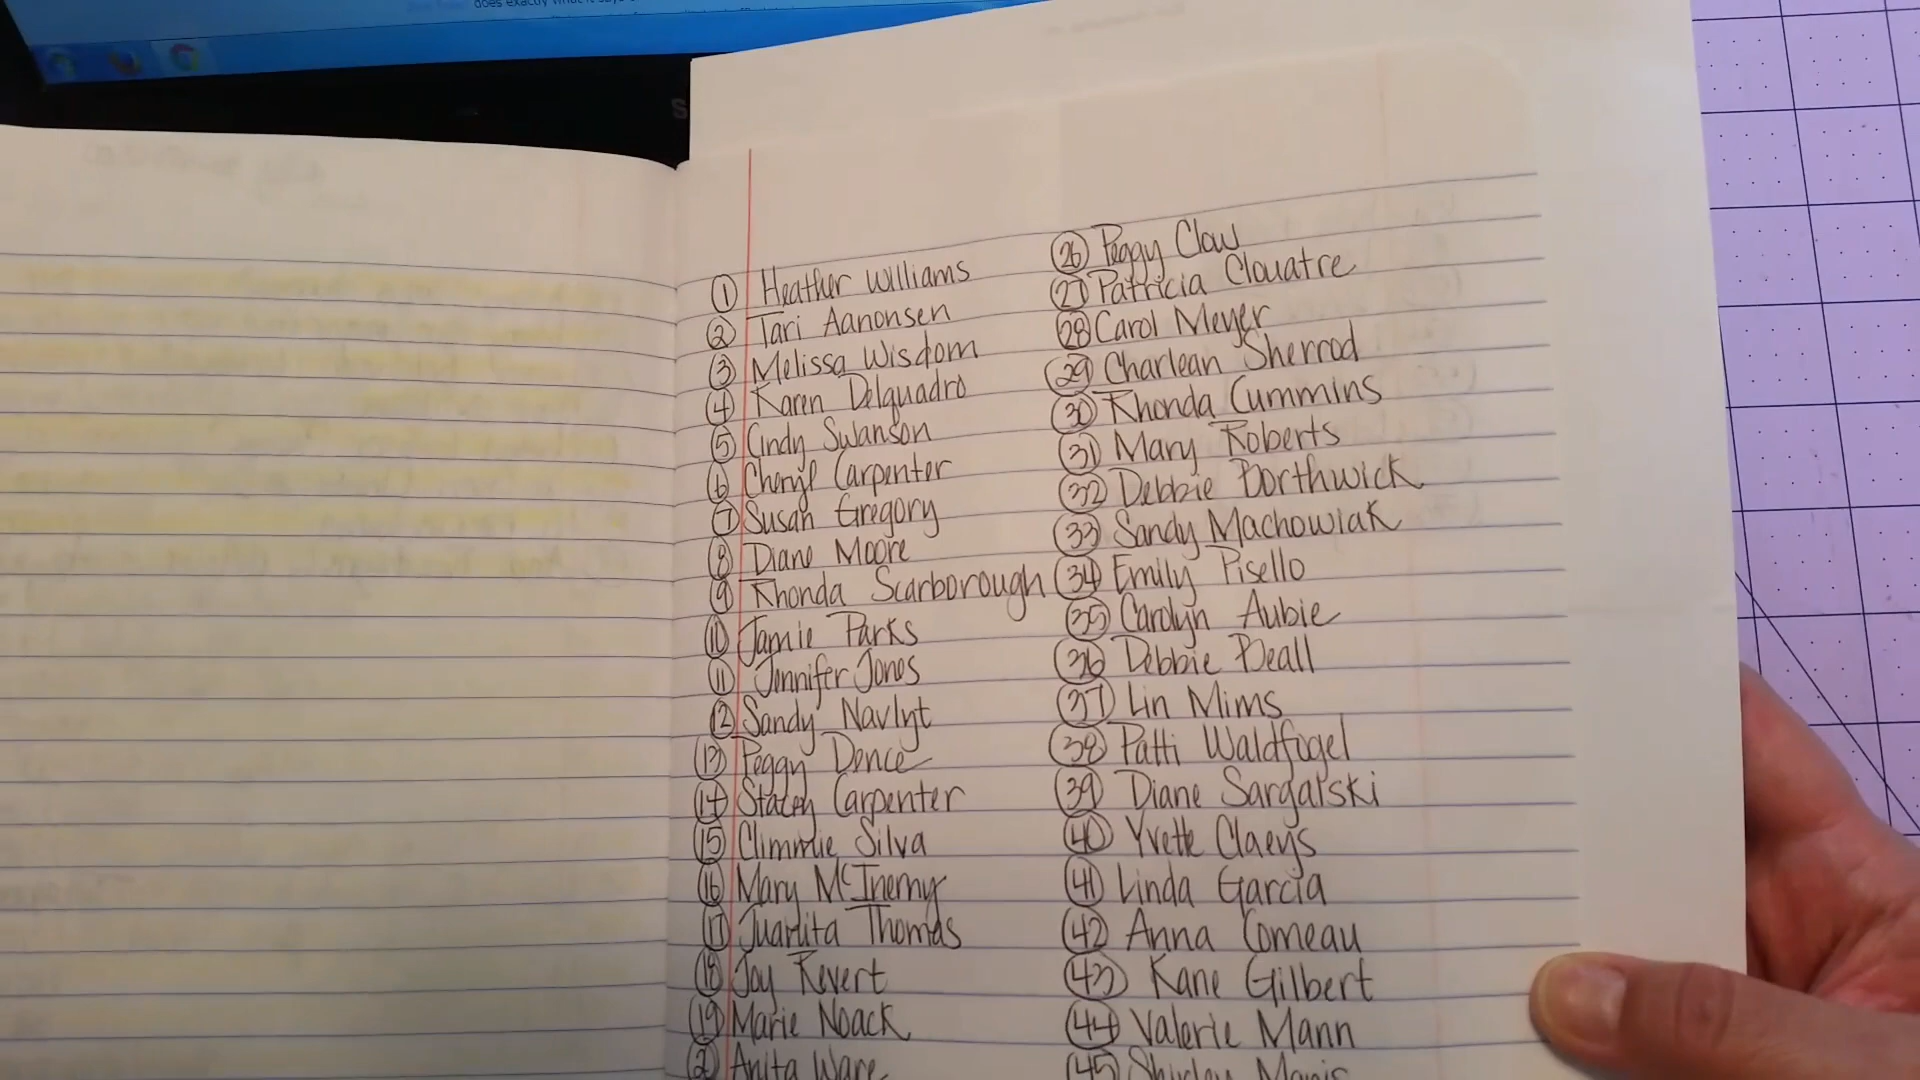 does exactly what it says
① Heather Williams
② Tari Aanonsen
③ Melissa Wisdom
④ Karen Delquadro
⑤ Cindy Swanson
⑥ Cheryl Carpenter
⑦ Susan Gregory
⑧ Diane Moore
⑨ Rhonda Scarborough
⑩ Jamie Parks
⑪ Jennifer Jones
⑫ Sandy Navlyt
⑬ Peggy Dence
⑭ Stacey Carpenter
⑮ Climmie Silva
⑯ Mary McInerny
⑰ Juanita Thomas
⑱ Joy Revert
⑲ Marie Noack
⑳ Anita Ware
㉖ Peggy Claw
㉗ Patricia Clouatre
㉘ Carol Meyer
㉙ Charlean Sherrod
㉚ Rhonda Cummins
㉛ Mary Roberts
㉜ Debbie Borthwick
㉝ Sandy Machowiak
㉞ Emily Pisello
㉟ Carolyn Aubie
㊱ Debbie Beall
㊲ Lin Mims
㊳ Patti Waldfogel
㊴ Diane Sargalski
㊵ Yvette Claeys
㊶ Linda Garcia
㊷ Anna Comeau
㊸ Kane Gilbert
㊹ Valerie Mann
㊺ Shirley